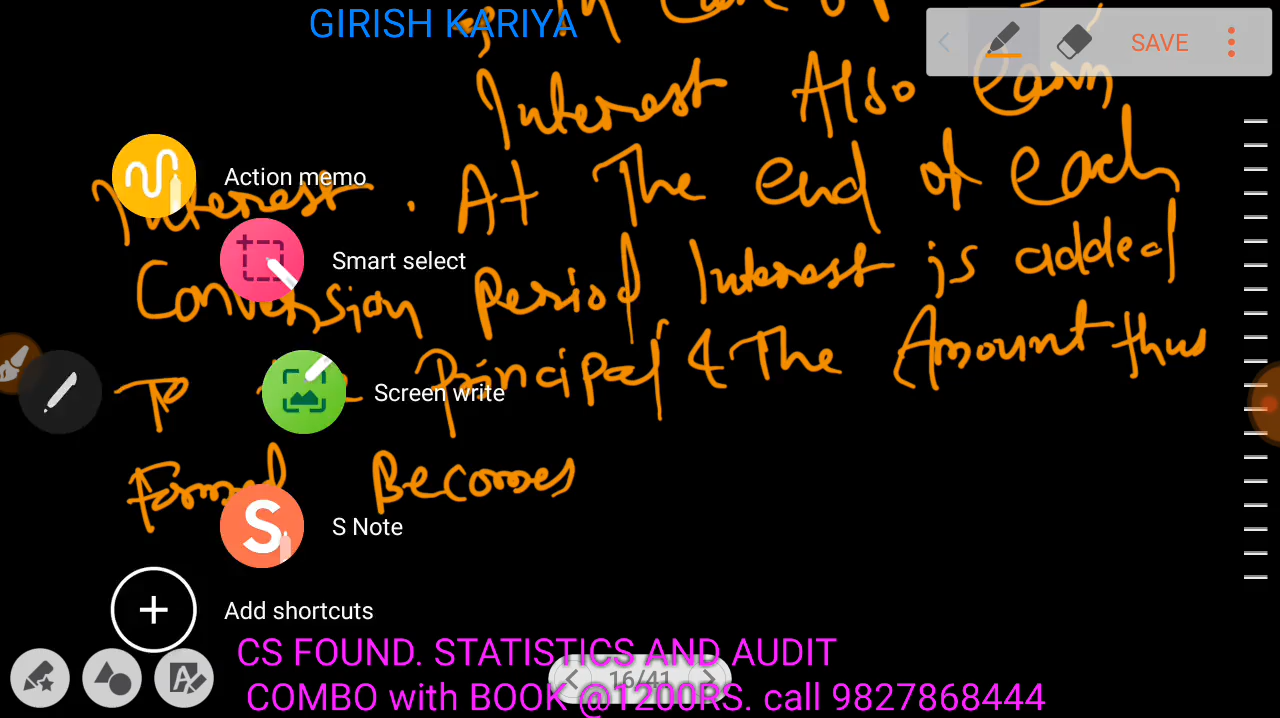 GIRISH KARIYA
SAVE
Interest Also Earn
Interest. At The end of each
Conversion period Interest is added
To Principal & The Amount thus
Formed Becomes
Action memo
Smart select
Screen write
S Note
Add shortcuts
CS FOUND. STATISTICS AND AUDIT
16/41
COMBO with BOOK @1200RS. call 9827868444